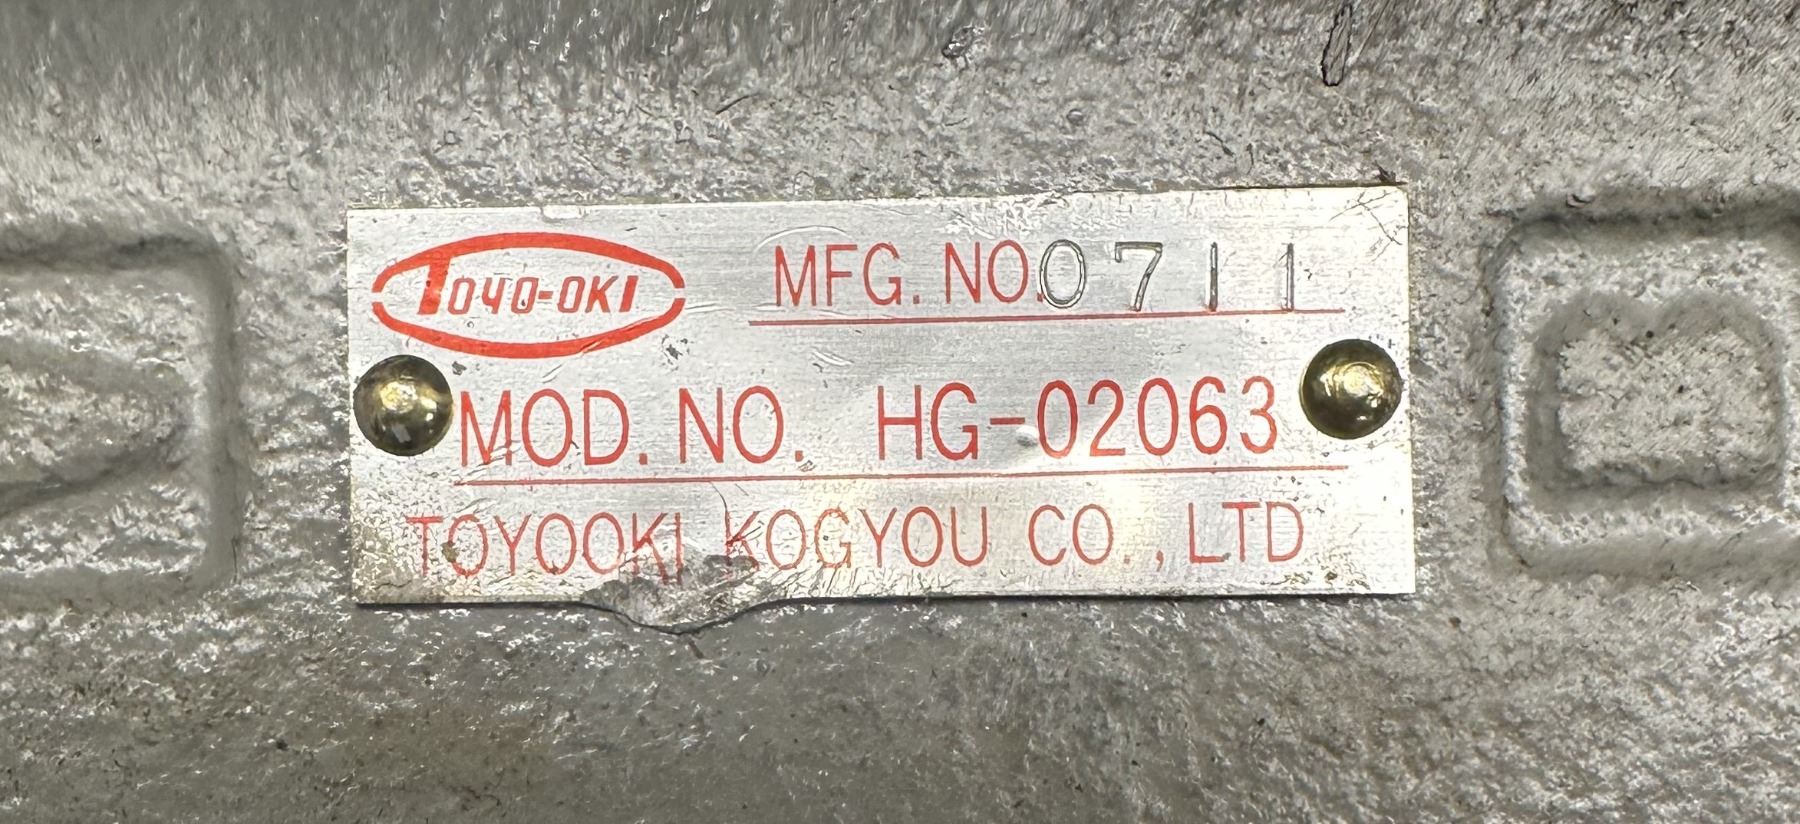 TOYO-OKI
MFG. NO. 0711
MOD. NO. HG-02063
TOYOOKI KOGYOU CO., LTD